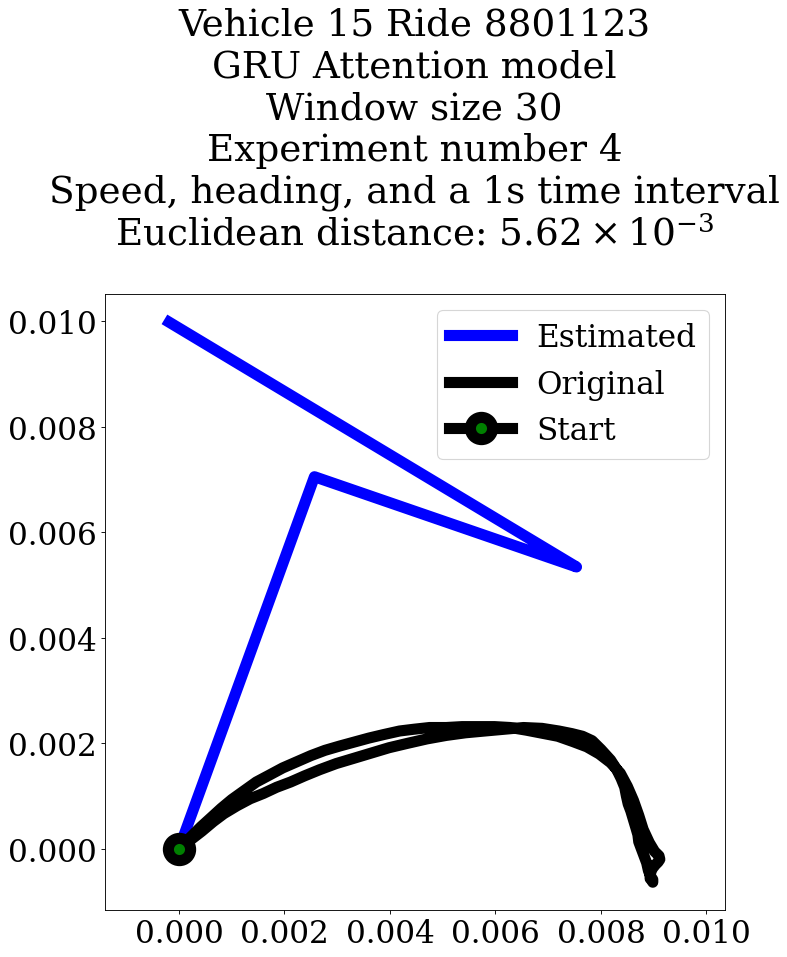 Vehicle 15 Ride 8801123
GRU Attention model
Window size 30
Experiment number 4
Speed, heading, and a 1s time interval
Euclidean distance: 5.62 × 10⁻³
Estimated
Original
Start
0.010
0.008
0.006
0.004
0.002
0.000
0.000 0.002 0.004 0.006 0.008 0.010